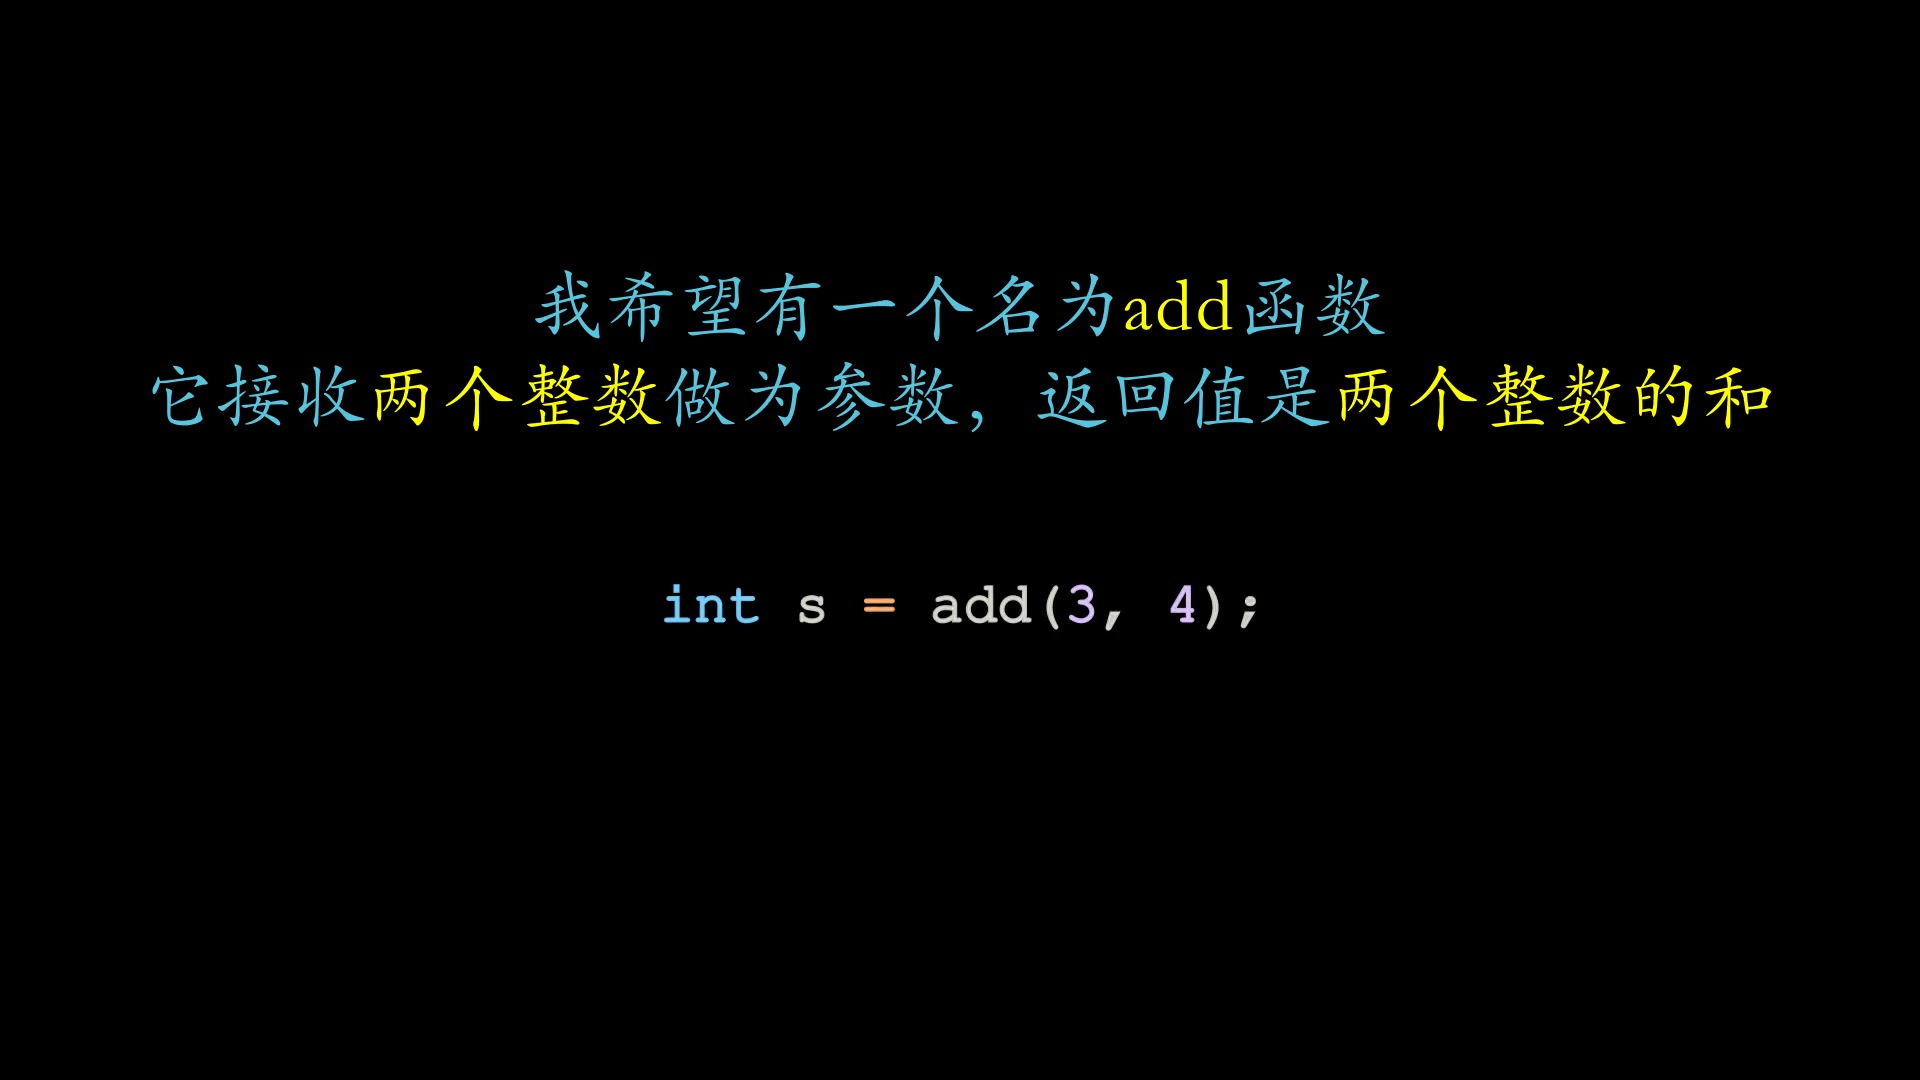 我希望有一个名为add函数
它接收两个整数做为参数，返回值是两个整数的和
int s = add(3, 4);